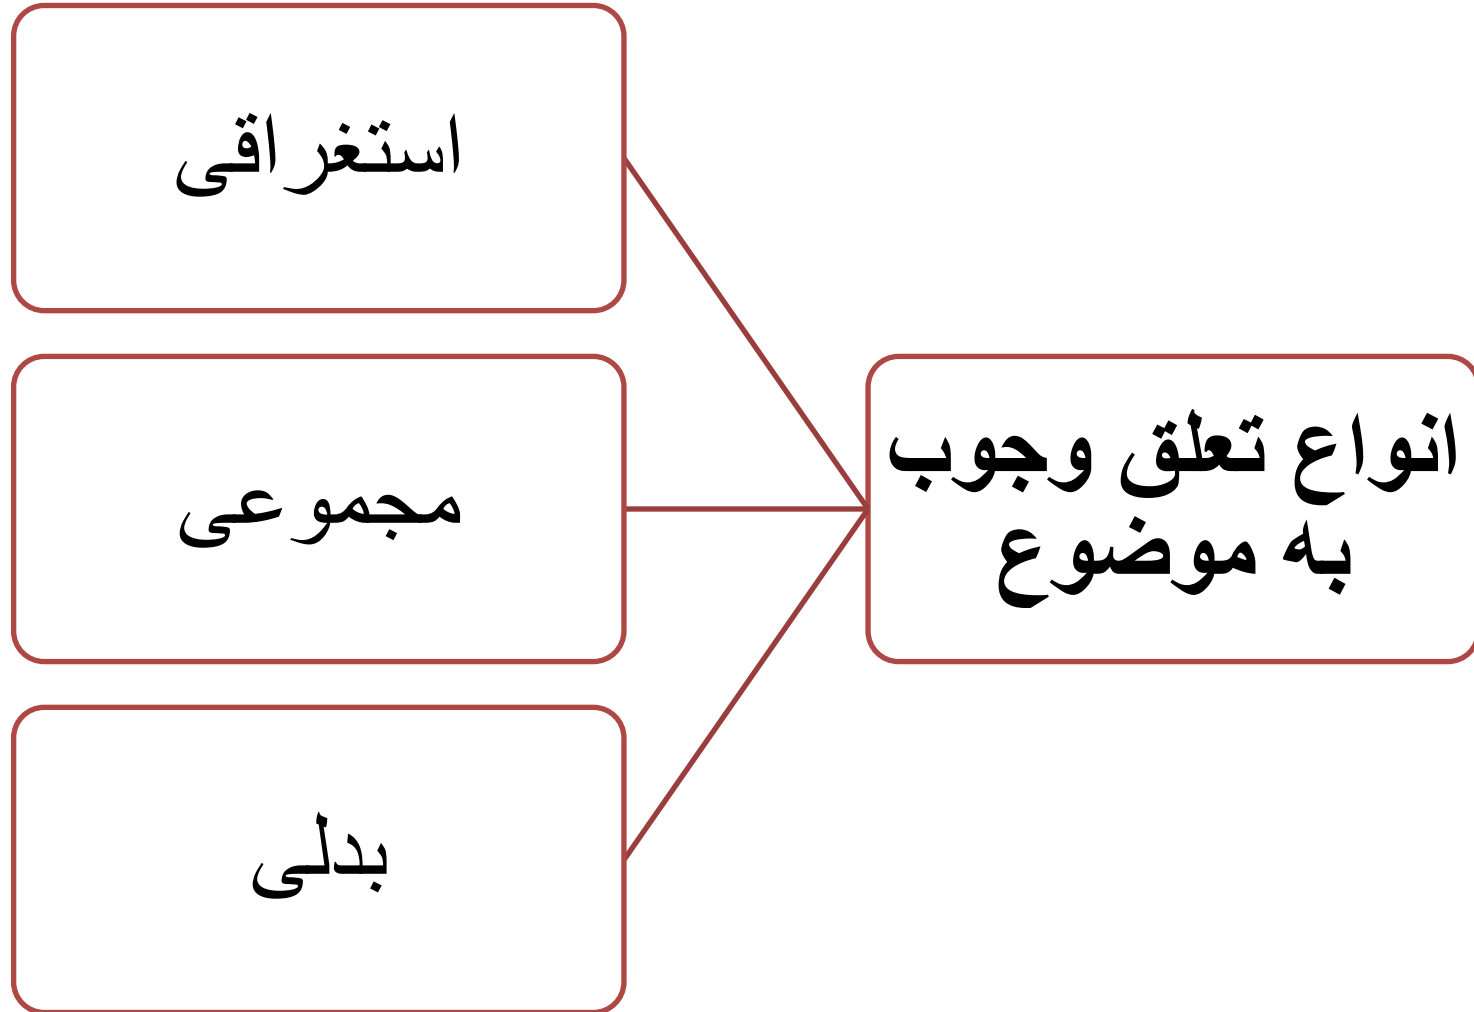 انواع تعلق وجوب
به موضوع
استغراقی
مجموعی
بدلی